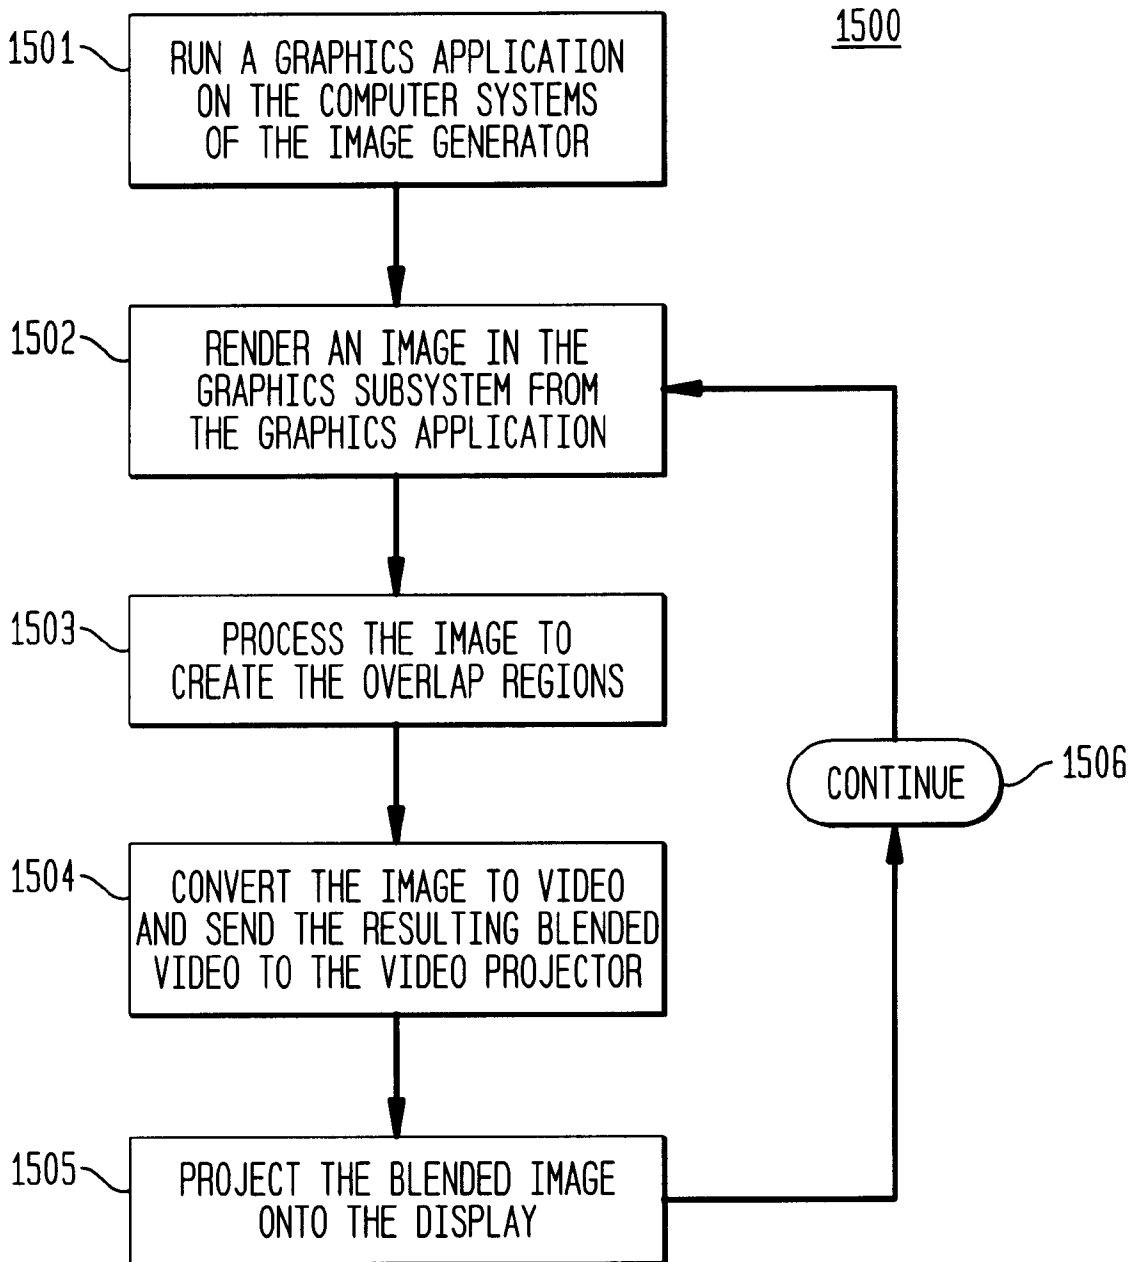 1500
1501
RUN A GRAPHICS APPLICATION
ON THE COMPUTER SYSTEMS
OF THE IMAGE GENERATOR
1502
RENDER AN IMAGE IN THE
GRAPHICS SUBSYSTEM FROM
THE GRAPHICS APPLICATION
1503
PROCESS THE IMAGE TO
CREATE THE OVERLAP REGIONS
CONTINUE
1506
1504
CONVERT THE IMAGE TO VIDEO
AND SEND THE RESULTING BLENDED
VIDEO TO THE VIDEO PROJECTOR
1505
PROJECT THE BLENDED IMAGE
ONTO THE DISPLAY